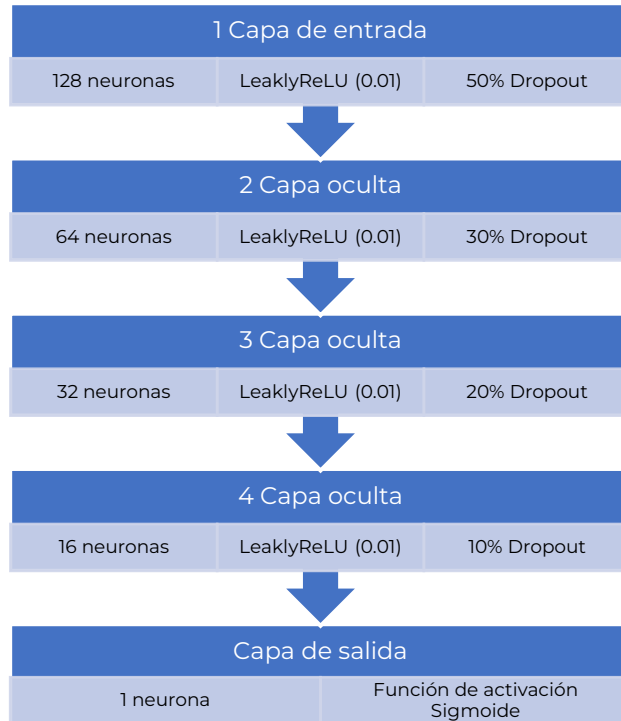 1 Capa de entrada
128 neuronas LeaklyReLU (0.01) 50% Dropout
2 Capa oculta
64 neuronas LeaklyReLU (0.01) 30% Dropout
3 Capa oculta
32 neuronas LeaklyReLU (0.01) 20% Dropout
4 Capa oculta
16 neuronas LeaklyReLU (0.01) 10% Dropout
Capa de salida
1 neurona
Función de activación
Sigmoide